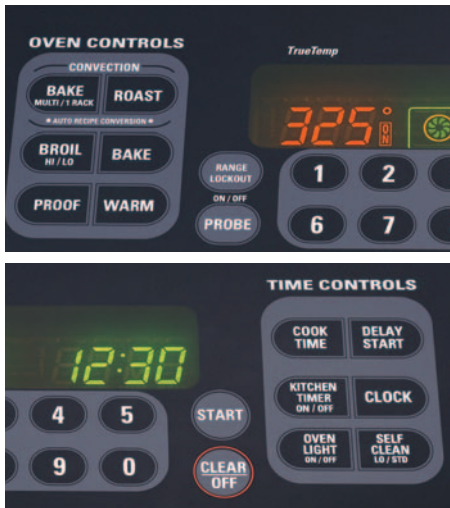 OVEN CONTROLS
TrueTemp
CONVECTION
BAKE
MULTI / 1 RACK
ROAST
• AUTO RECIPE CONVERSION •
325°
ON
BROIL
HI / LO
BAKE
RANGE
LOCKOUT
1
2
PROOF
WARM
ON / OFF
PROBE
6
7
TIME CONTROLS
12:30
COOK
TIME
DELAY
START
4
5
START
KITCHEN
TIMER
ON / OFF
CLOCK
9
0
CLEAR
OFF
OVEN
LIGHT
ON / OFF
SELF
CLEAN
LO / STD